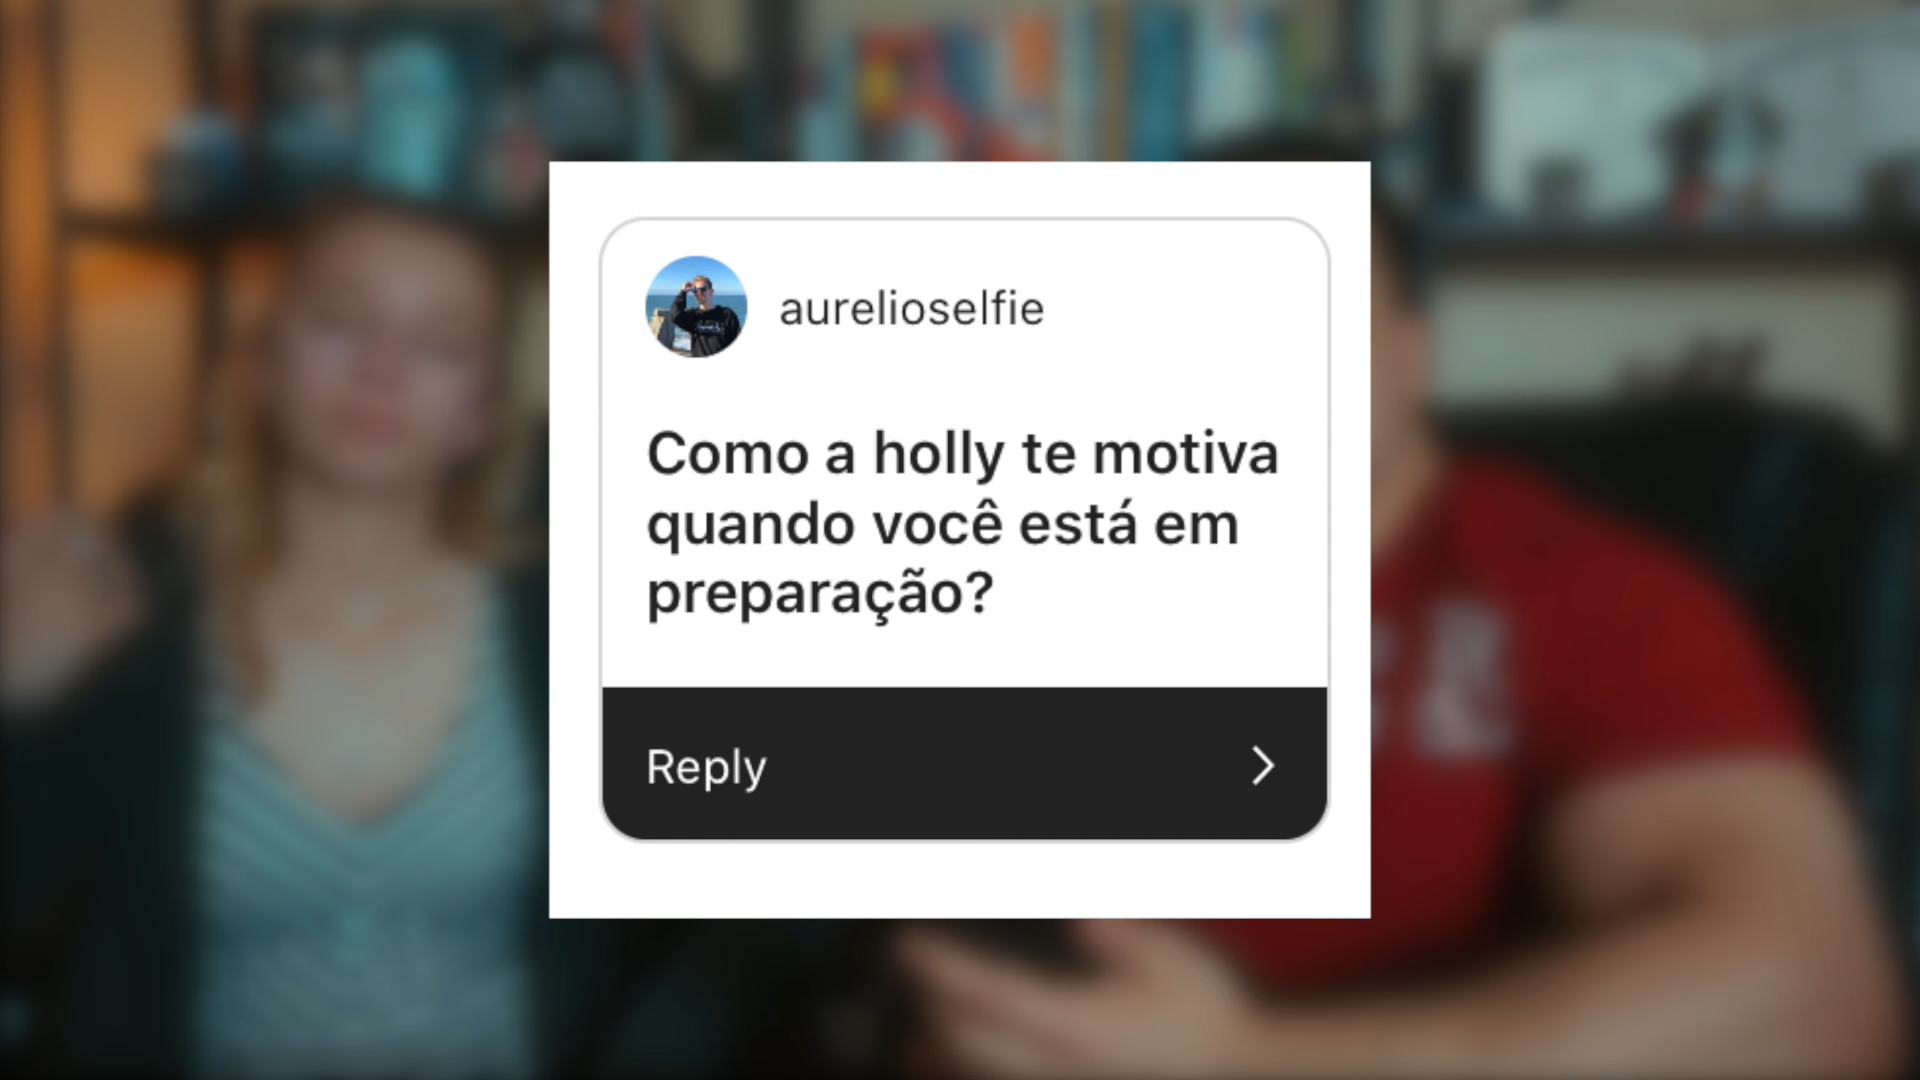 aurelioselfie
Como a holly te motiva
quando você está em
preparação?
Reply